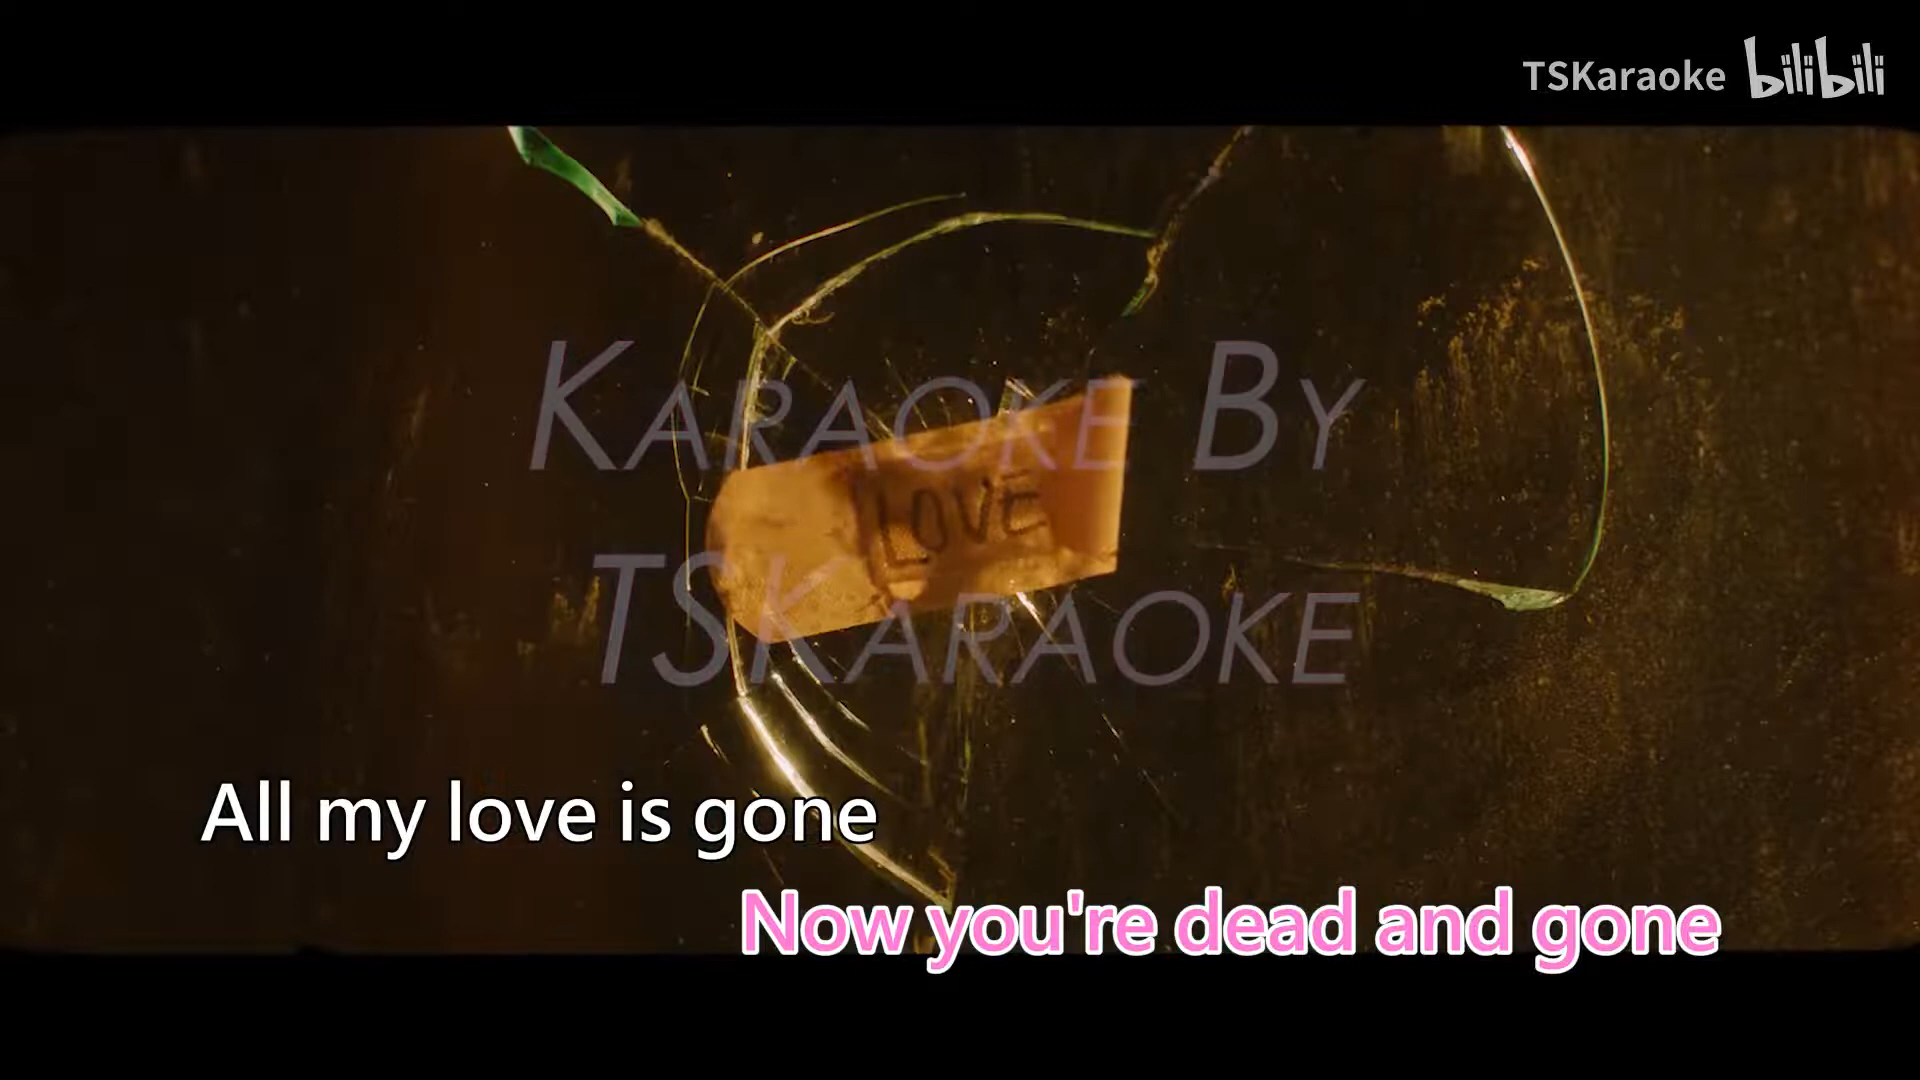 TSKaraoke bilibili
KARAOKE BY
LOVE
TSKARAOKE
All my love is gone
Now you're dead and gone